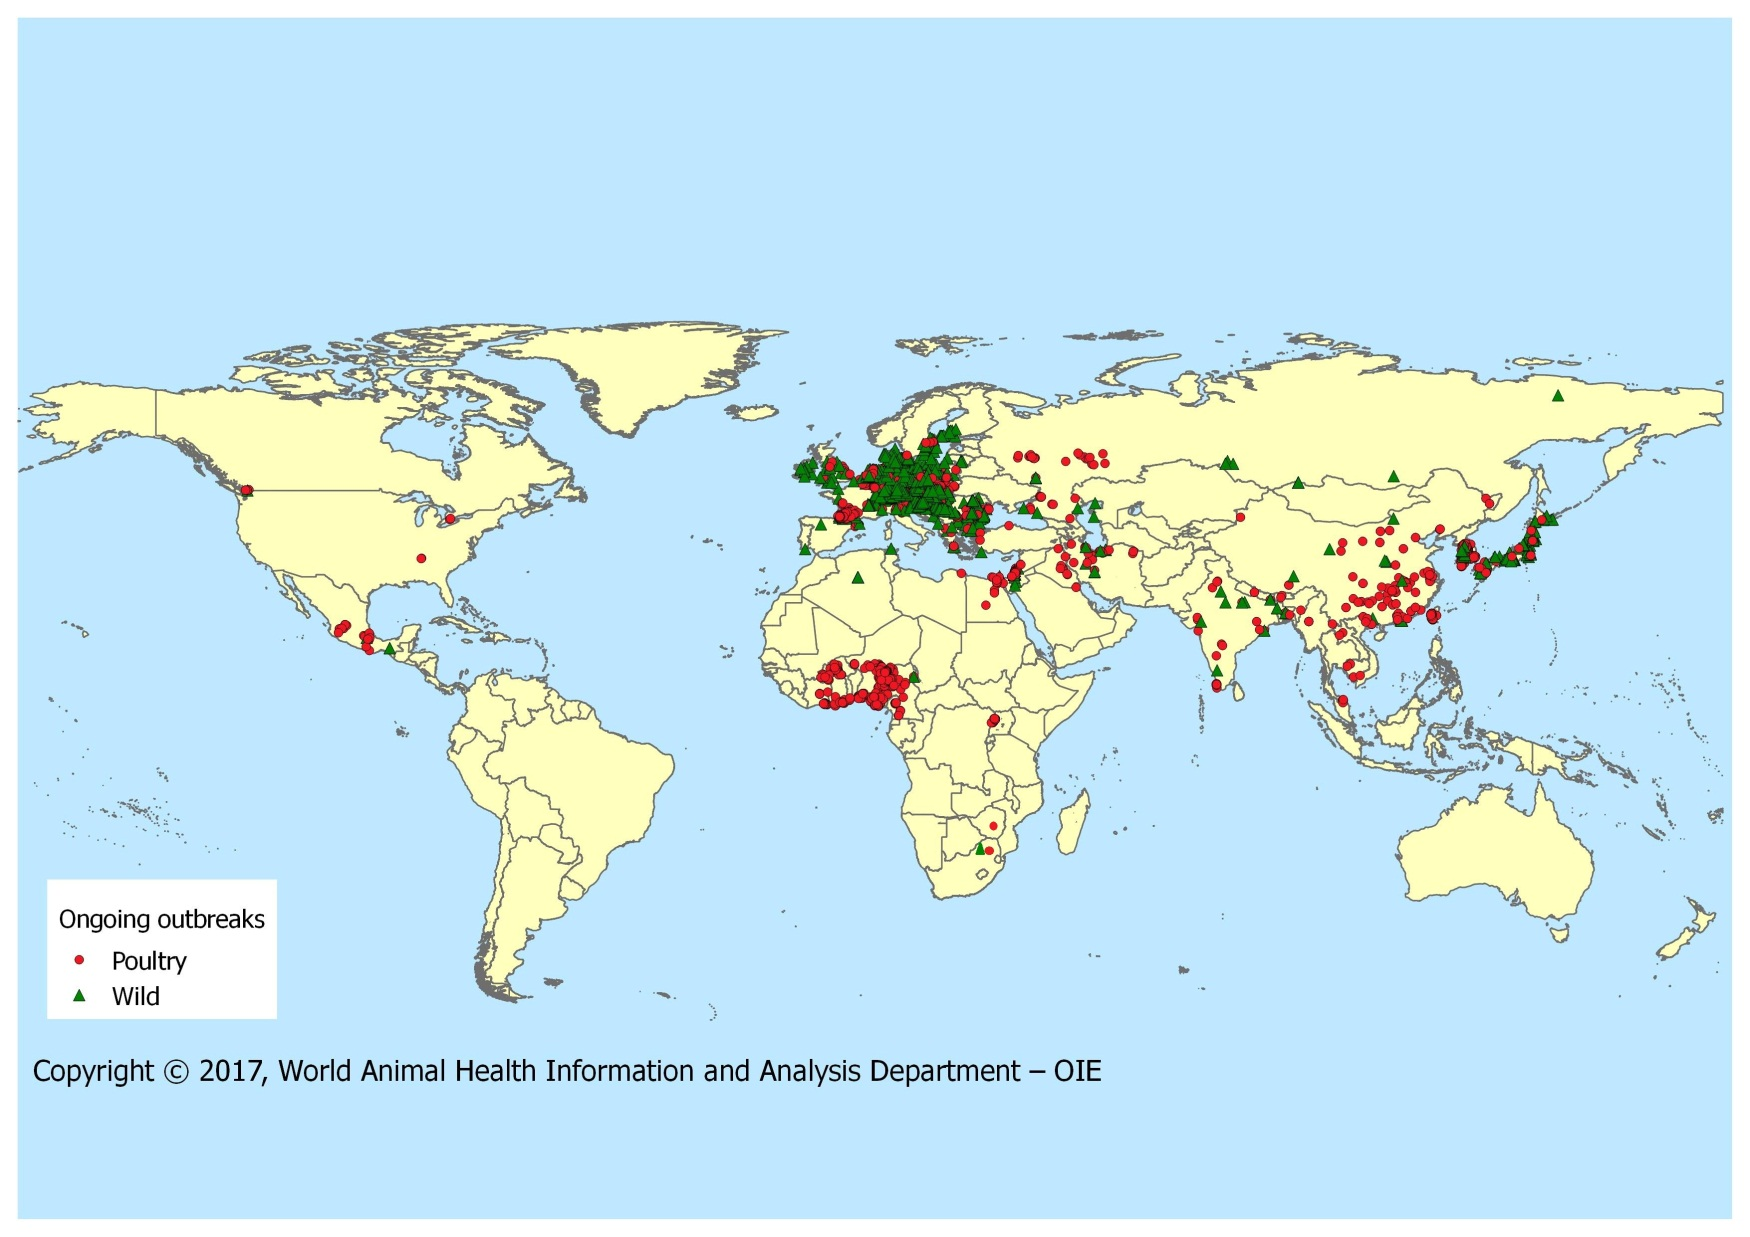 Ongoing outbreaks
Poultry
Wild
Copyright © 2017, World Animal Health Information and Analysis Department – OIE